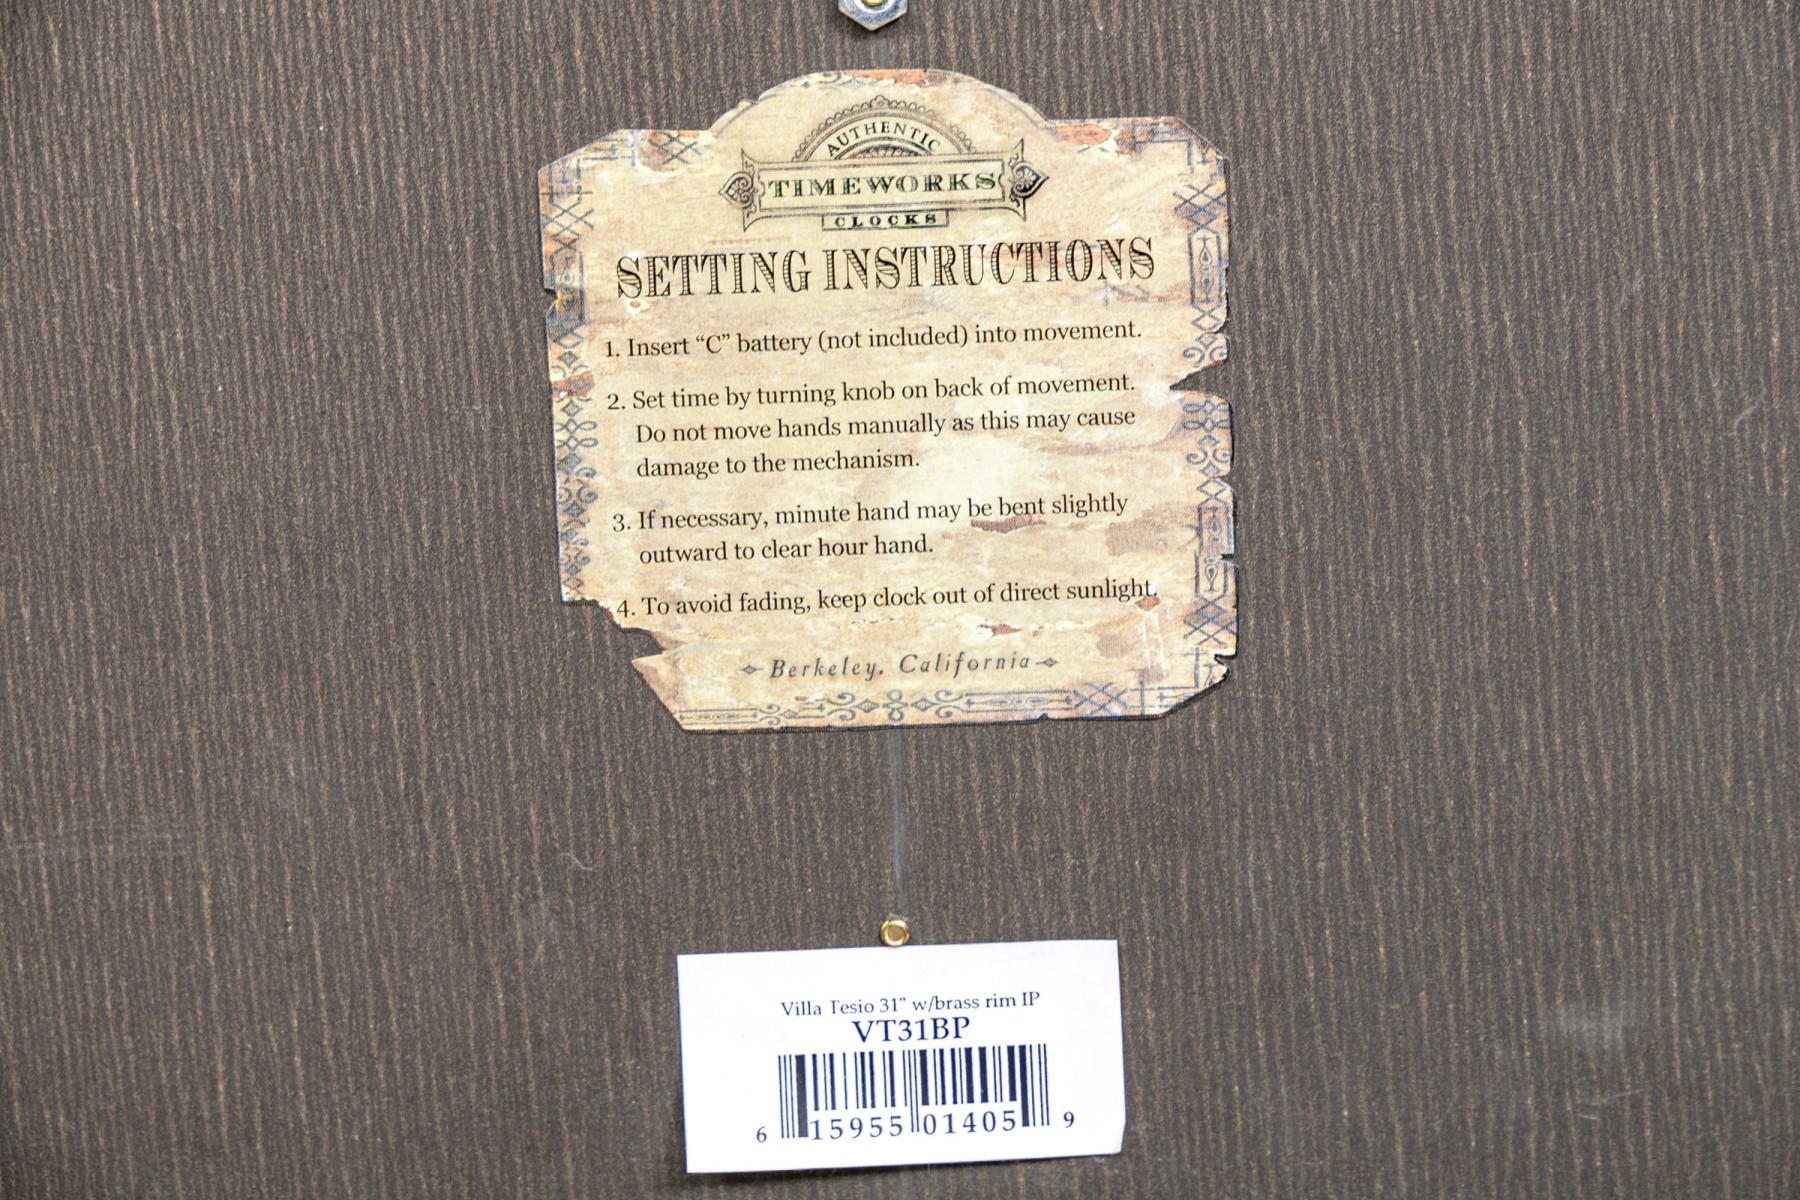 AUTHENTIC
TIMEWORKS
CLOCKS
SETTING INSTRUCTIONS
1. Insert “C” battery (not included) into movement.
2. Set time by turning knob on back of movement.
Do not move hands manually as this may cause
damage to the mechanism.
3. If necessary, minute hand may be bent slightly
outward to clear hour hand.
4. To avoid fading, keep clock out of direct sunlight.
Berkeley, California
Villa Tesio 31" w/brass rim IP
VT31BP
6 15955 01405 9